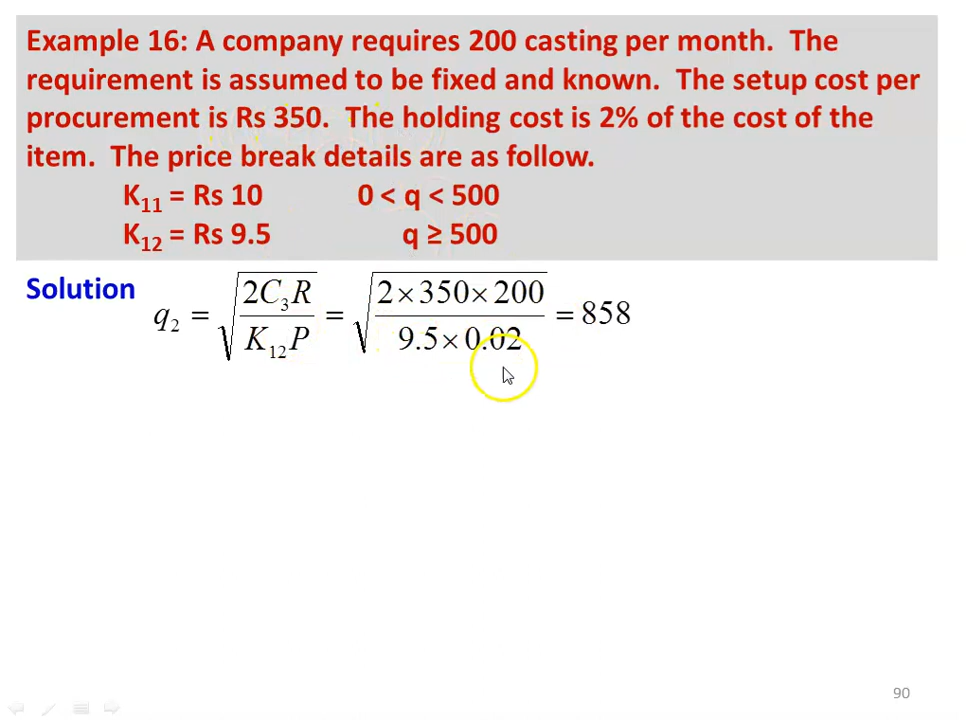 Example 16: A company requires 200 casting per month. The
requirement is assumed to be fixed and known. The setup cost per
procurement is Rs 350. The holding cost is 2% of the cost of the
item. The price break details are as follow.
K₁₁ = Rs 10 0 < q < 500
K₁₂ = Rs 9.5 q ≥ 500
Solution q₂ = √(2C₃R / K₁₂P) = √(2×350×200 / 9.5×0.02) = 858
90